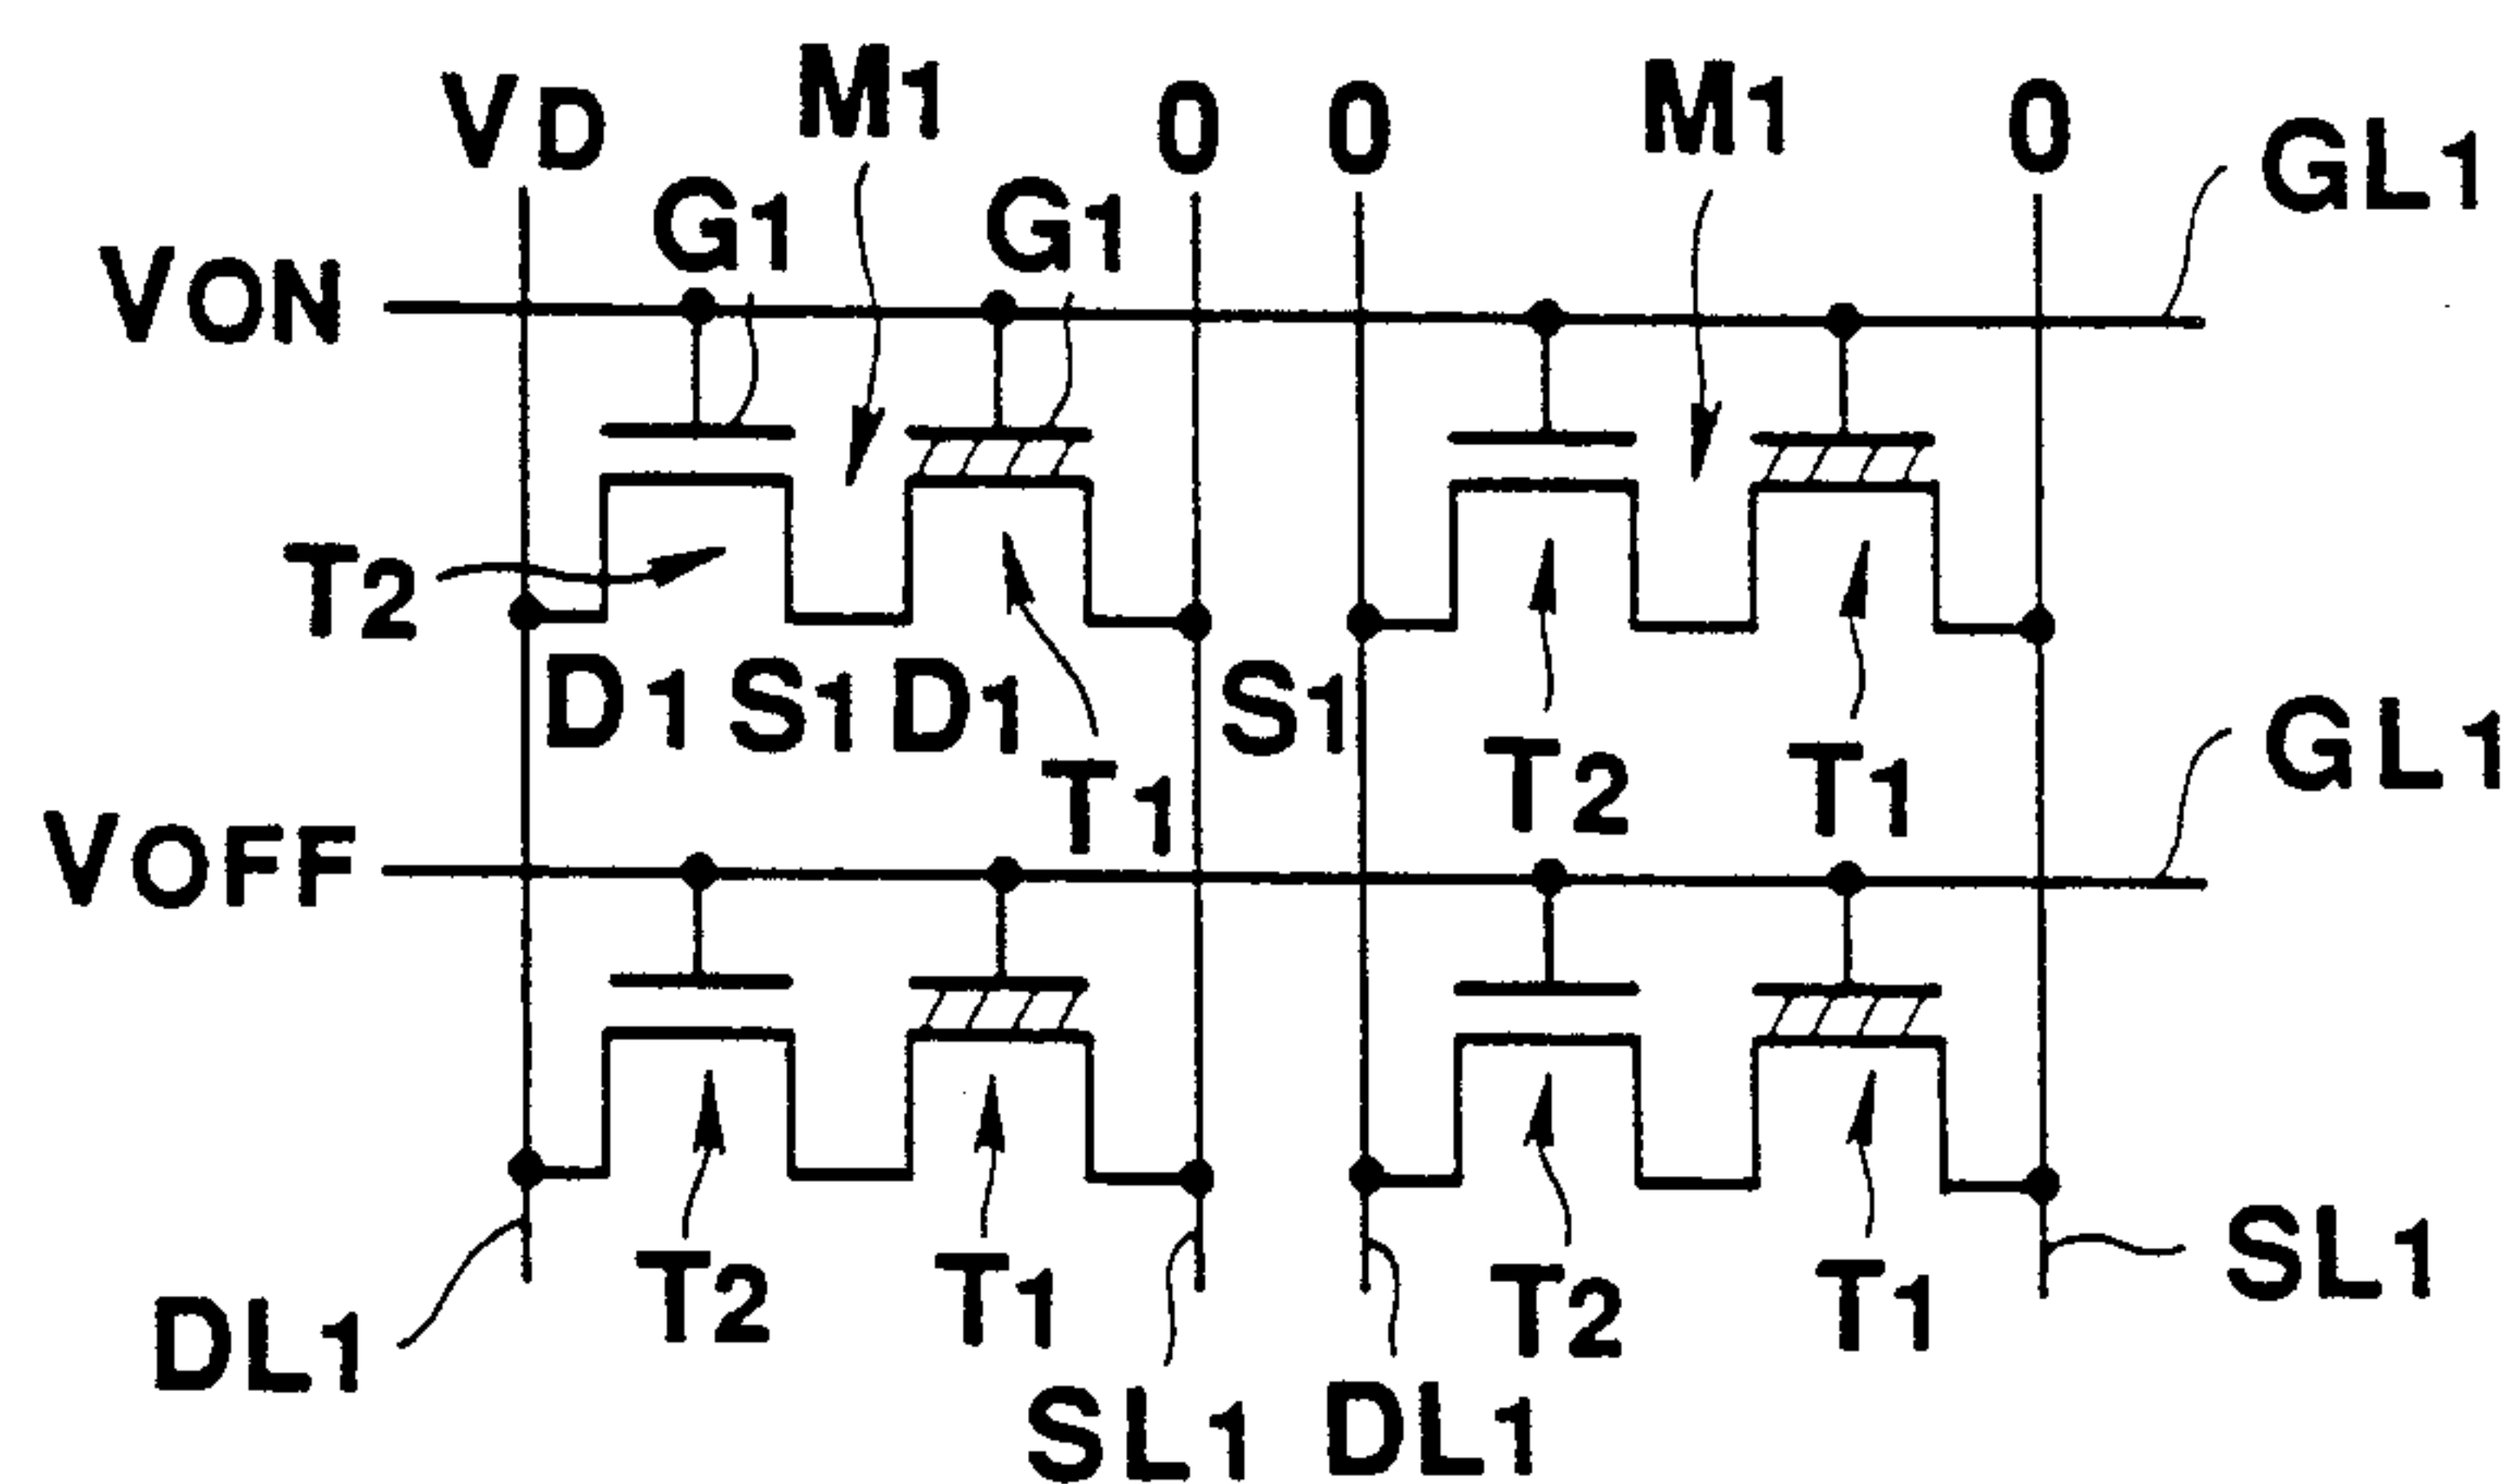 VD M1 0 0 M1 0 GL1
G1 G1
VON
T2
D1 S1 D1 S1
T1 T2 T1 GL1
VOFF
T2 T1 T2 T1 SL1
DL1
SL1 DL1